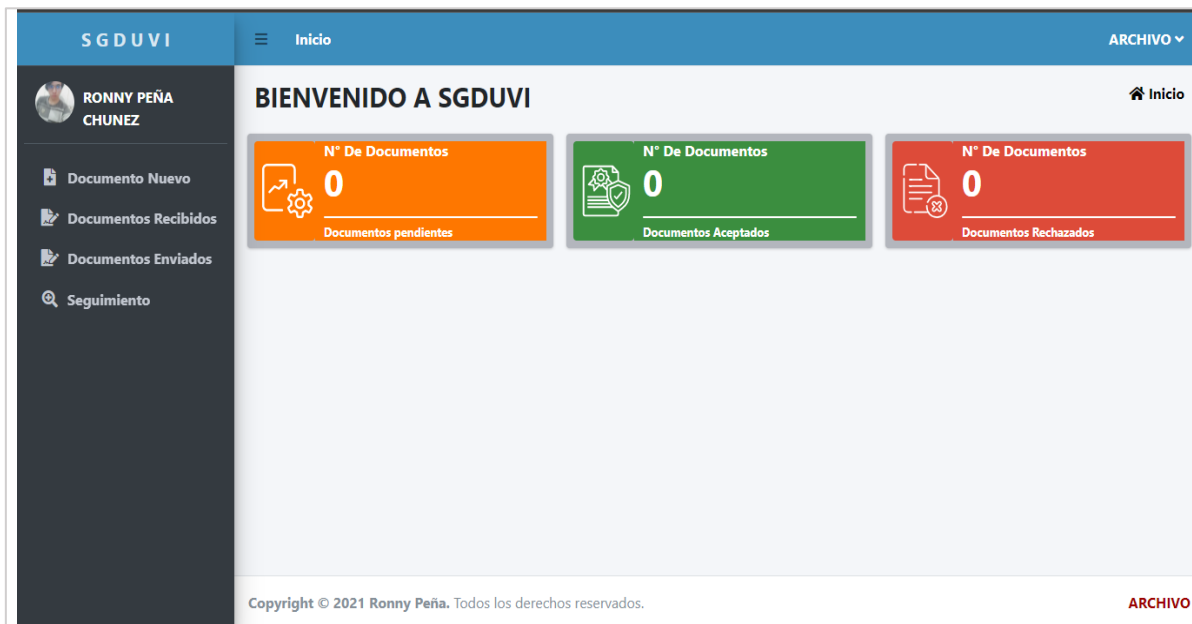 SGDUVI
Inicio
ARCHIVO
RONNY PEÑA
CHUNEZ
Documento Nuevo
Documentos Recibidos
Documentos Enviados
Seguimiento
BIENVENIDO A SGDUVI
Inicio
N° De Documentos
0
Documentos pendientes
N° De Documentos
0
Documentos Aceptados
N° De Documentos
0
Documentos Rechazados
Copyright © 2021 Ronny Peña. Todos los derechos reservados.
ARCHIVO